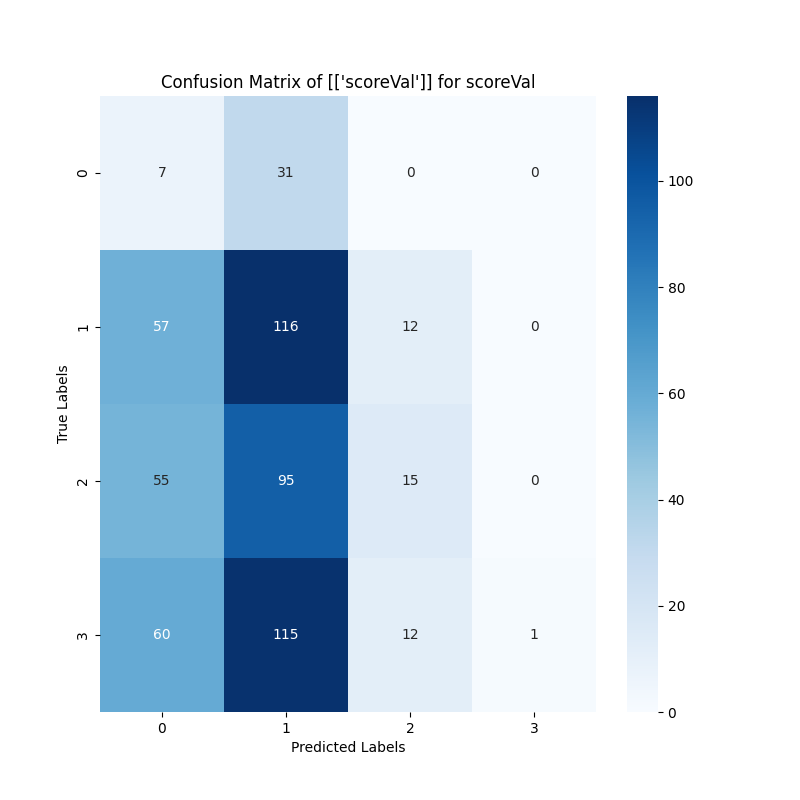 Confusion Matrix of [['scoreVal']] for scoreVal
True Labels
0 7 31 0 0
1 57 116 12 0
2 55 95 15 0
3 60 115 12 1
0 1 2 3
Predicted Labels
100
80
60
40
20
0